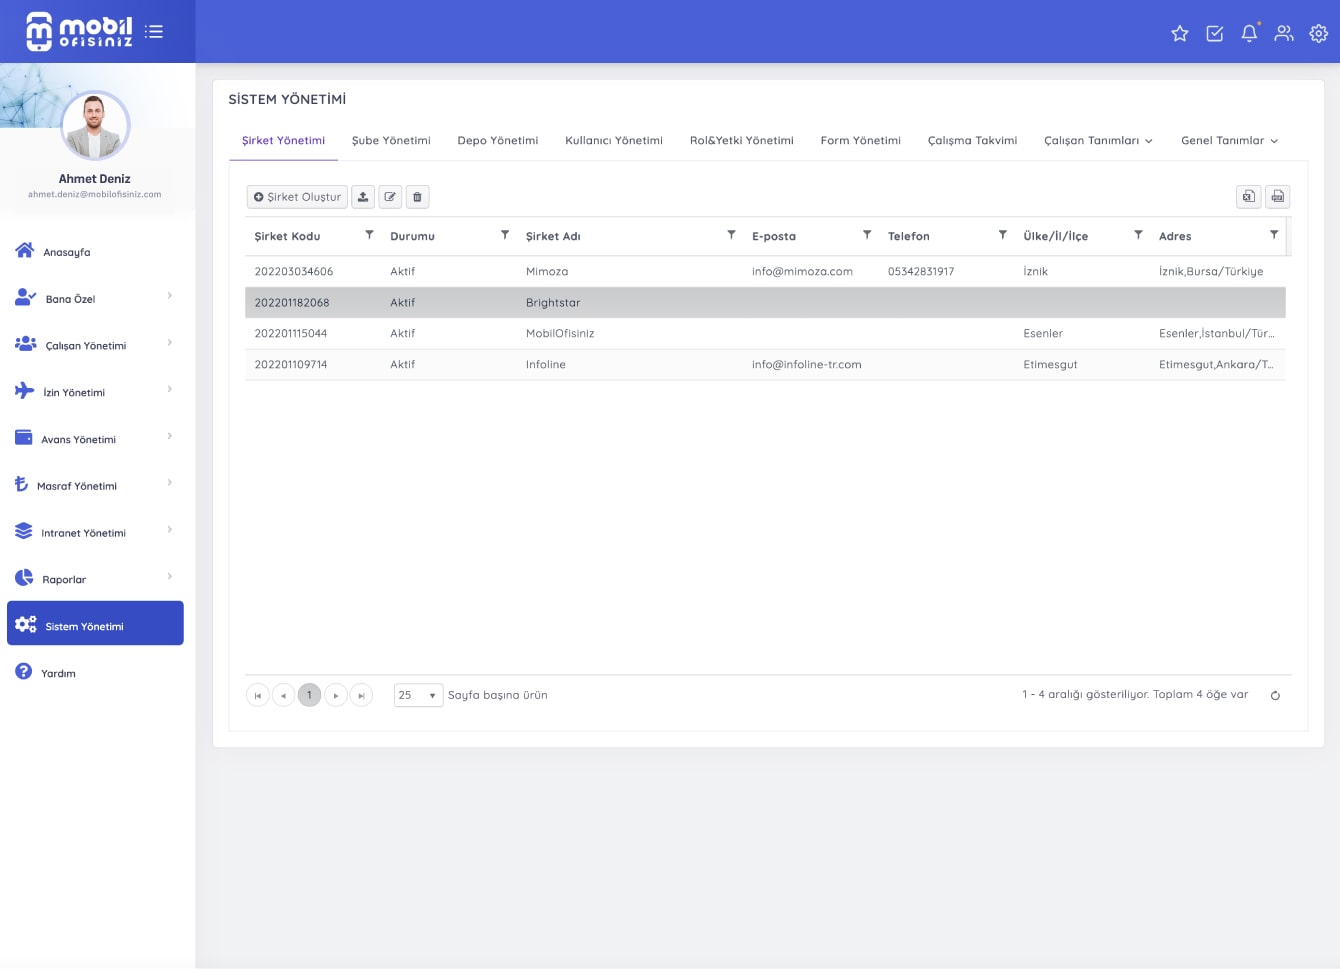 mobil
ofisiniz
Ahmet Deniz
ahmet.deniz@mobilofisiniz.com
Anasayfa
Bana Özel
Çalışan Yönetimi
İzin Yönetimi
Avans Yönetimi
Masraf Yönetimi
Intranet Yönetimi
Raporlar
Sistem Yönetimi
Yardım
SİSTEM YÖNETİMİ
Şirket Yönetimi Şube Yönetimi Depo Yönetimi Kullanıcı Yönetimi Rol&Yetki Yönetimi Form Yönetimi Çalışma Takvimi Çalışan Tanımları Genel Tanımlar
Şirket Oluştur
Şirket Kodu Durumu Şirket Adı E-posta Telefon Ülke/İl/İlçe Adres
202203034606 Aktif Mimoza info@mimoza.com 05342831917 İznik İznik,Bursa/Türkiye
202201182068 Aktif Brightstar
202201115044 Aktif MobilOfisiniz Esenler Esenler,İstanbul/Tür...
202201109714 Aktif Infoline info@infoline-tr.com Etimesgut Etimesgut,Ankara/T...
1 25 Sayfa başına ürün 1 - 4 aralığı gösteriliyor. Toplam 4 öğe var